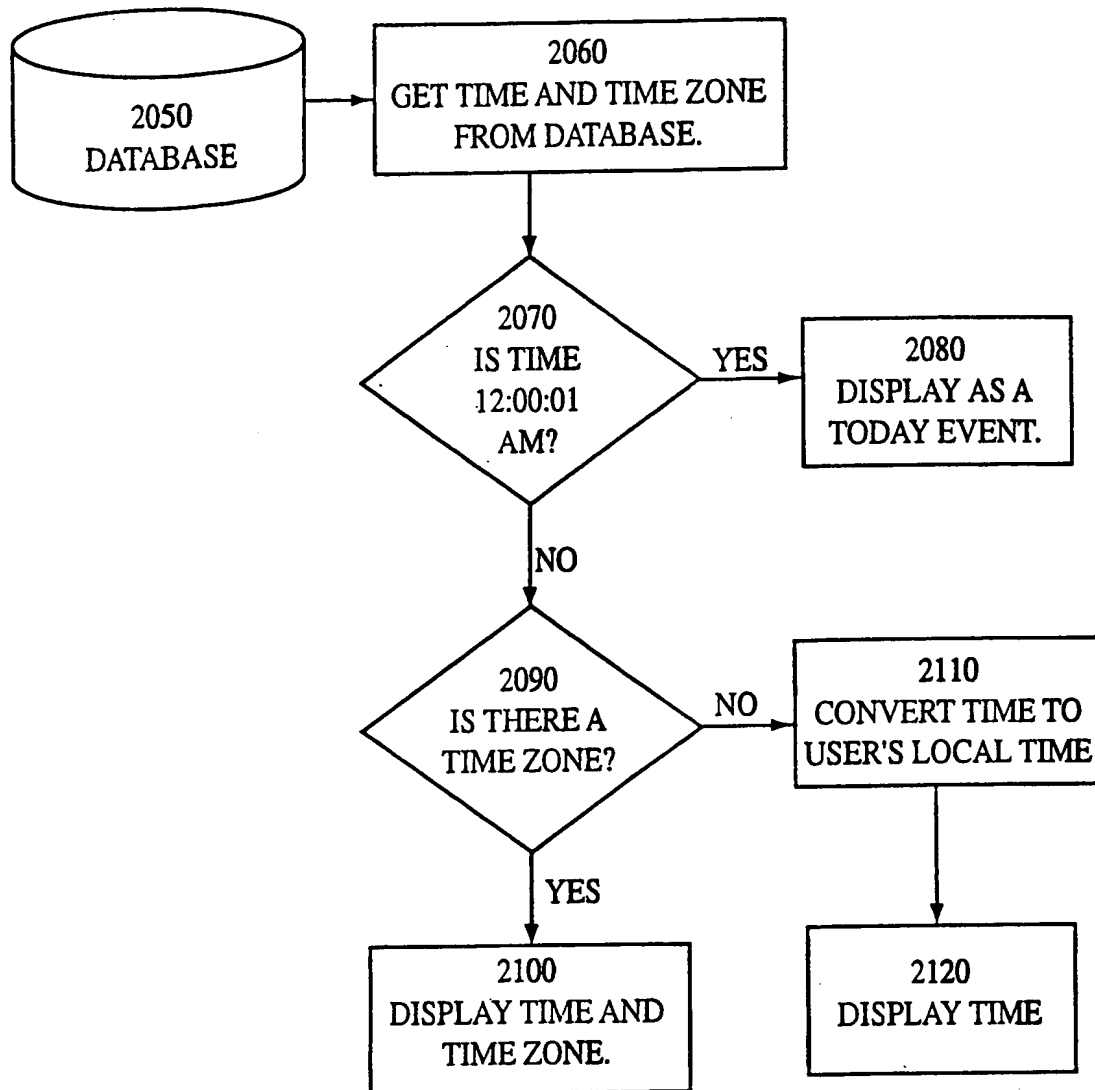 2050
DATABASE
2060
GET TIME AND TIME ZONE
FROM DATABASE.
2070
IS TIME
12:00:01
AM?
YES
2080
DISPLAY AS A
TODAY EVENT.
NO
2090
IS THERE A
TIME ZONE?
NO
2110
CONVERT TIME TO
USER'S LOCAL TIME
YES
2100
DISPLAY TIME AND
TIME ZONE.
2120
DISPLAY TIME